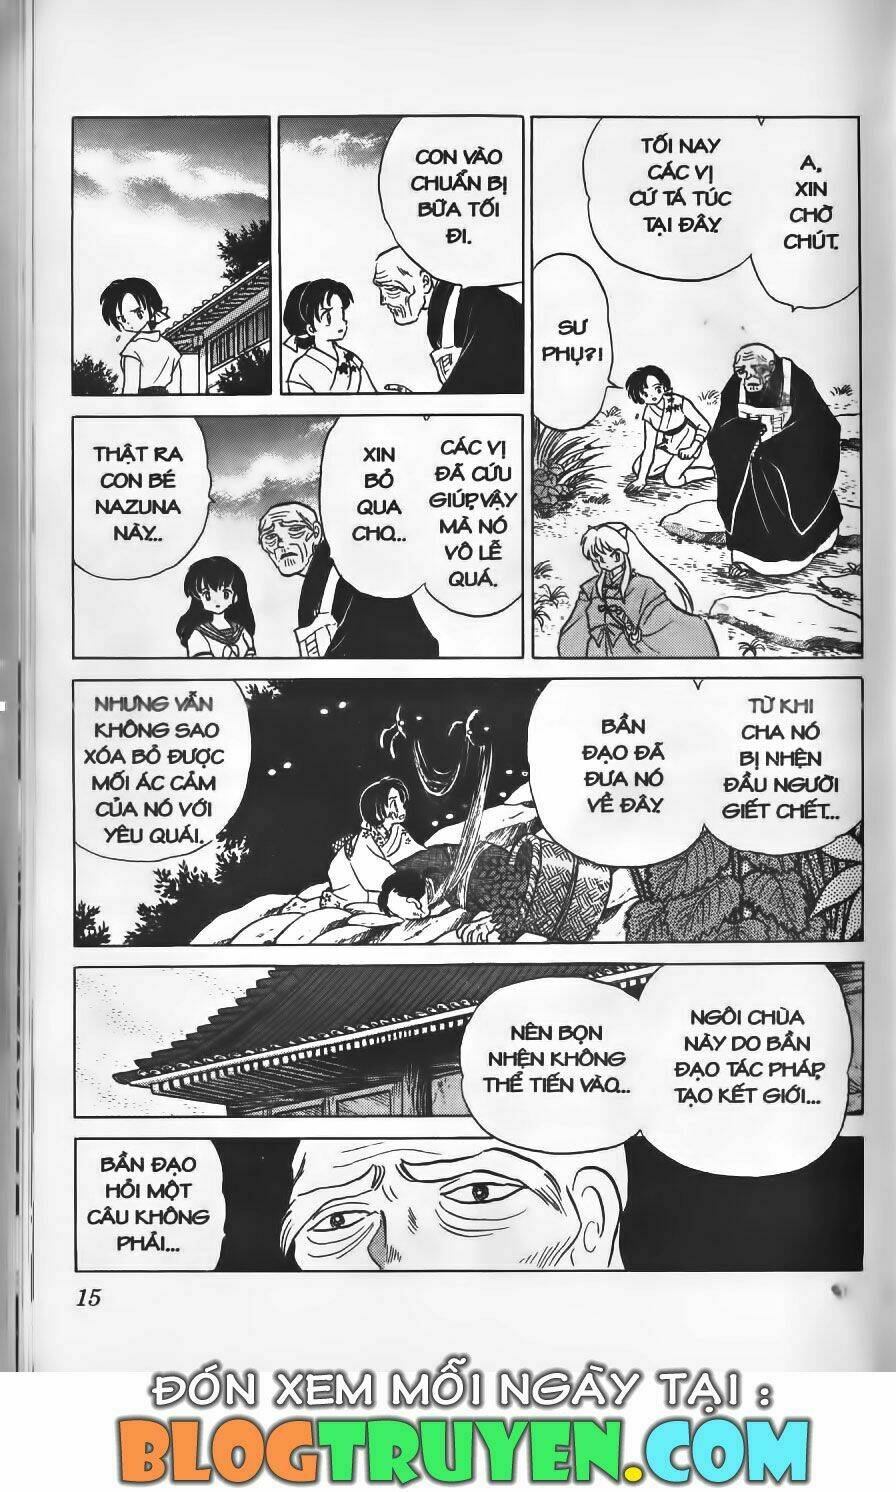 A,
XIN
CHỜ
CHÚT.
TỐI NAY
CÁC VỊ
CỨ TÁ TÚC
TẠI ĐÂY.
SƯ
PHỤ?!
CON VÀO
CHUẨN BỊ
BỮA TỐI
ĐI.
CÁC VỊ
ĐÃ CỨU
GIÚP, VẬY
MÀ NÓ
VÔ LỄ
QUÁ.
XIN
BỎ
QUA
CHO...
THẬT RA
CON BÉ
NAZUNA
NÀY...
TỪ KHI
CHA NÓ
BỊ NHỆN
ĐẦU NGƯỜI
GIẾT CHẾT...
BẦN
ĐẠO ĐÃ
ĐƯA NÓ
VỀ ĐÂY.
NHƯNG VẪN
KHÔNG SAO
XÓA BỎ ĐƯỢC
MỐI ÁC CẢM
CỦA NÓ VỚI
YÊU QUÁI.
NGÔI CHÙA
NÀY DO BẦN
ĐẠO TÁC PHÁP,
TẠO KẾT GIỚI...
NÊN BỌN
NHỆN KHÔNG
THỂ TIẾN VÀO...
BẦN ĐẠO
HỎI MỘT
CÂU KHÔNG
PHẢI...
15
ĐÓN XEM MỖI NGÀY TẠI :
BLOGTRUYEN.COM